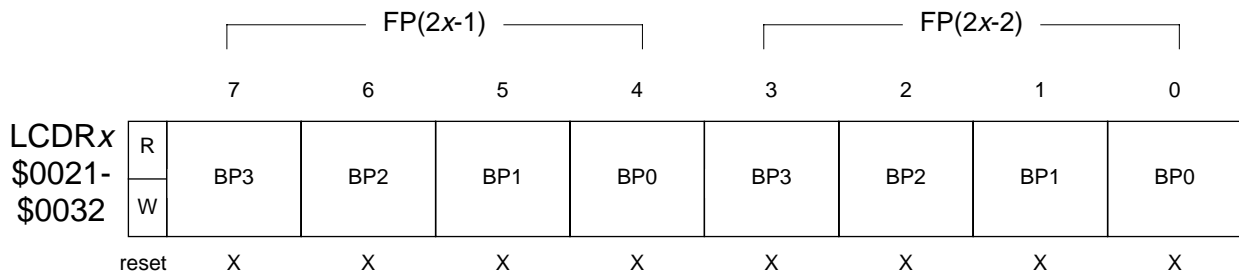 FP(2x-1) FP(2x-2)
7 6 5 4 3 2 1 0
LCDRx
$0021-
$0032
R
W
BP3 BP2 BP1 BP0 BP3 BP2 BP1 BP0
reset X X X X X X X X